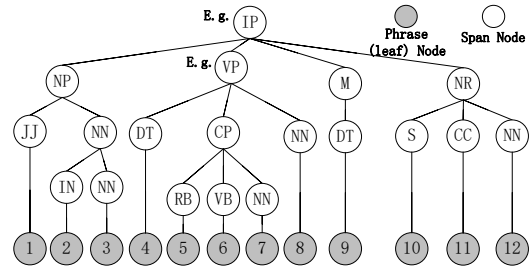 E. g. IP
Phrase (leaf) Node
Span Node
NP E. g. VP M NR
JJ NN DT CP NN DT S CC NN
IN NN RB VB NN
1 2 3 4 5 6 7 8 9 10 11 12